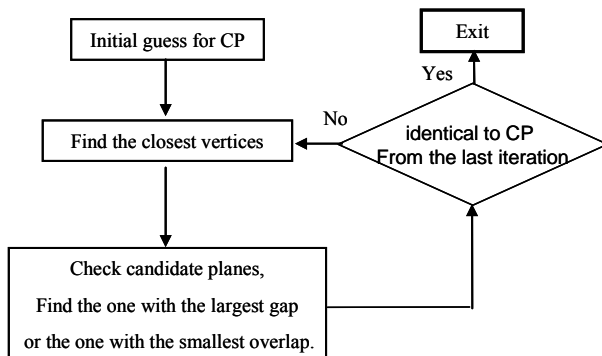 Initial guess for CP
Find the closest vertices
Check candidate planes,
Find the one with the largest gap
or the one with the smallest overlap.
identical to CP
From the last iteration
No
Yes
Exit